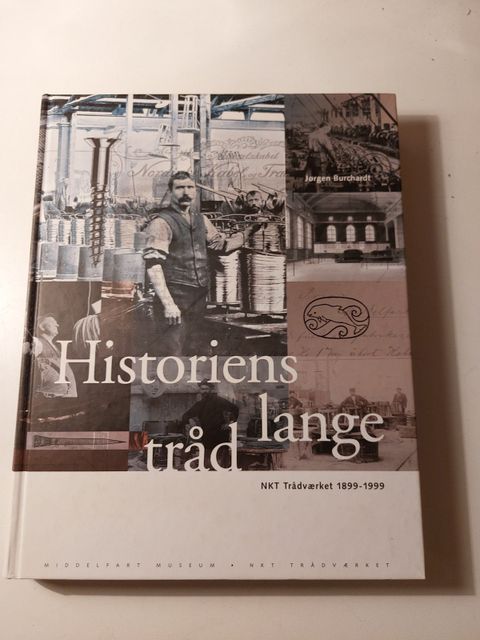 Jørgen Burchardt
Historiens
lange
tråd
NKT Trådværket 1899-1999
MIDDELFART MUSEUM • NKT TRÅDVÆRKET